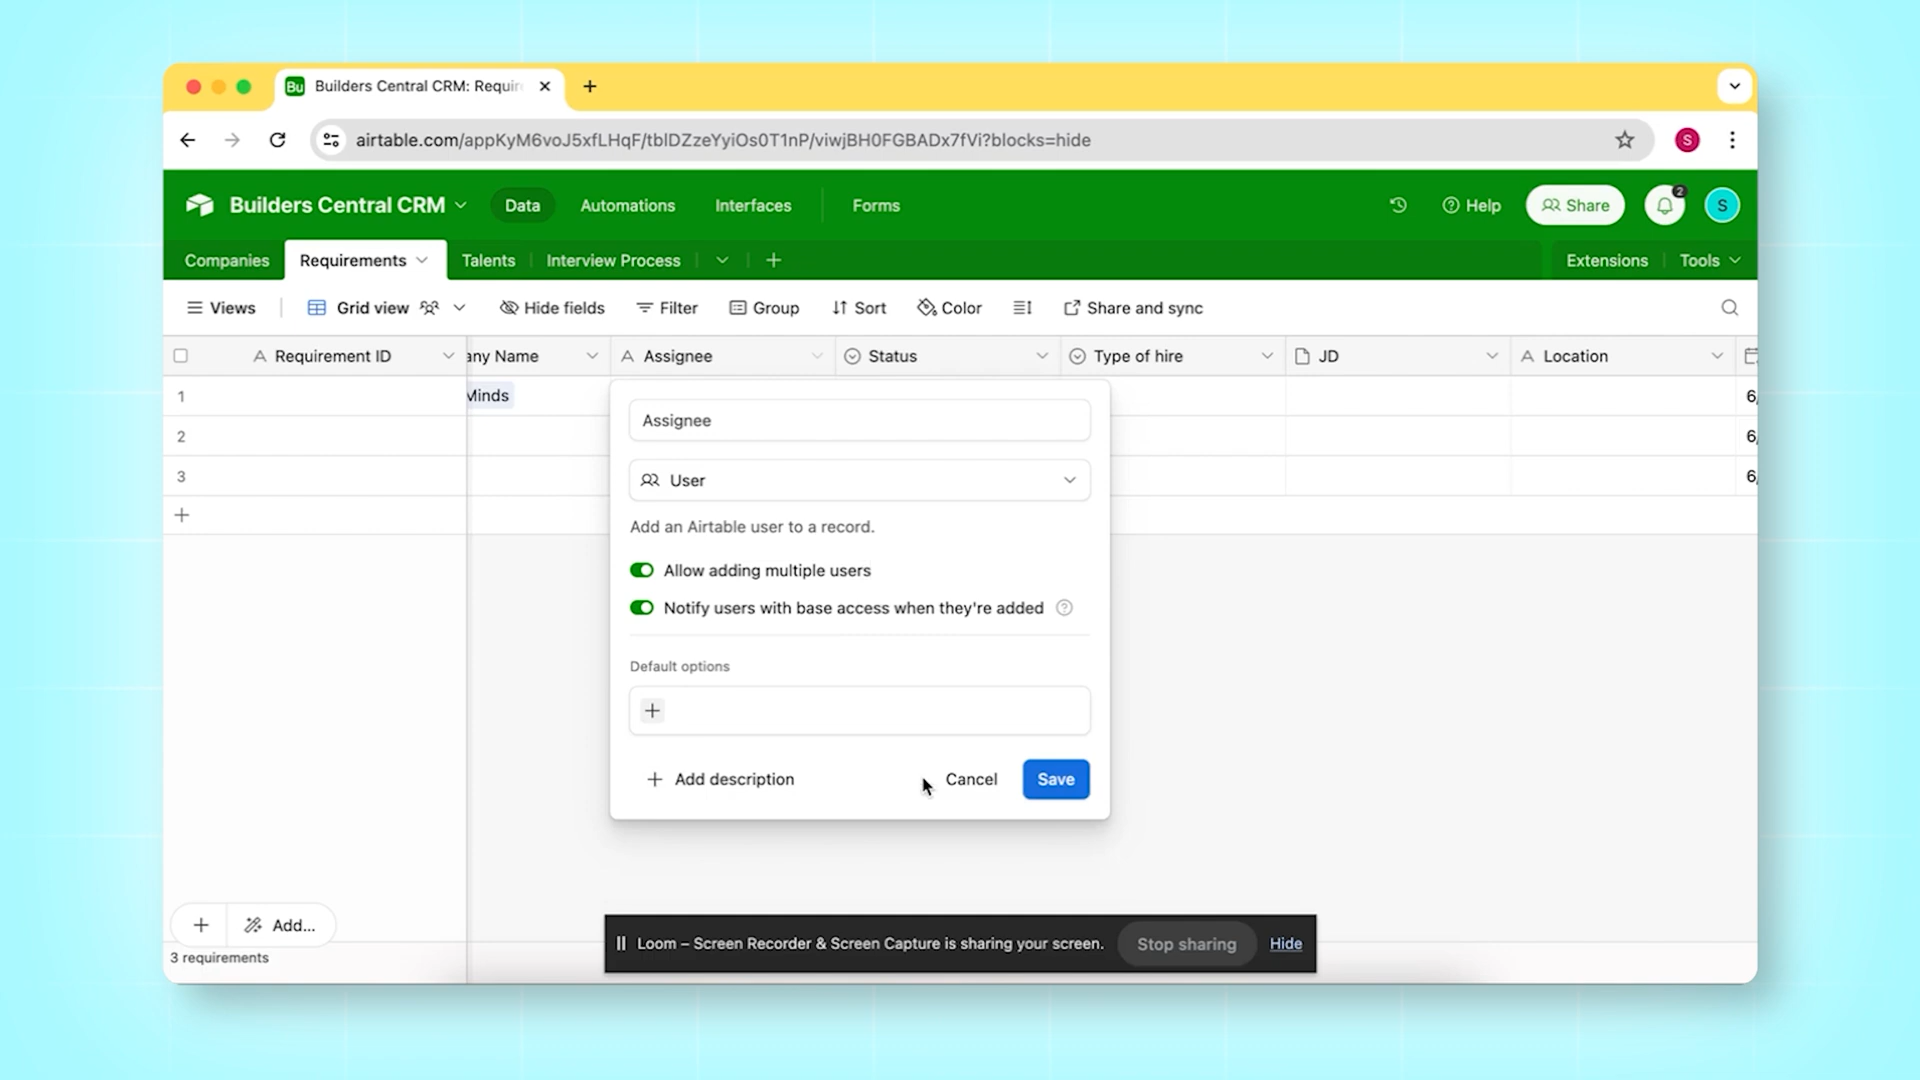 Bu Builders Central CRM: Requir
airtable.com/appKyM6voJ5xfLHqF/tblDZzeYyiOs0T1nP/viwjBH0FGBADx7fVi?blocks=hide S
Builders Central CRM Data Automations Interfaces Forms Help Share 2 S
Companies Requirements Talents Interview Process Extensions Tools
Views Grid view Hide fields Filter Group Sort Color Share and sync
Requirement ID any Name Assignee Status Type of hire JD Location
1 Minds 6
2 6
3 6
Assignee
User
Add an Airtable user to a record.
Allow adding multiple users
Notify users with base access when they're added
Default options
Add description Cancel Save
Add...
Loom – Screen Recorder & Screen Capture is sharing your screen. Stop sharing Hide
3 requirements